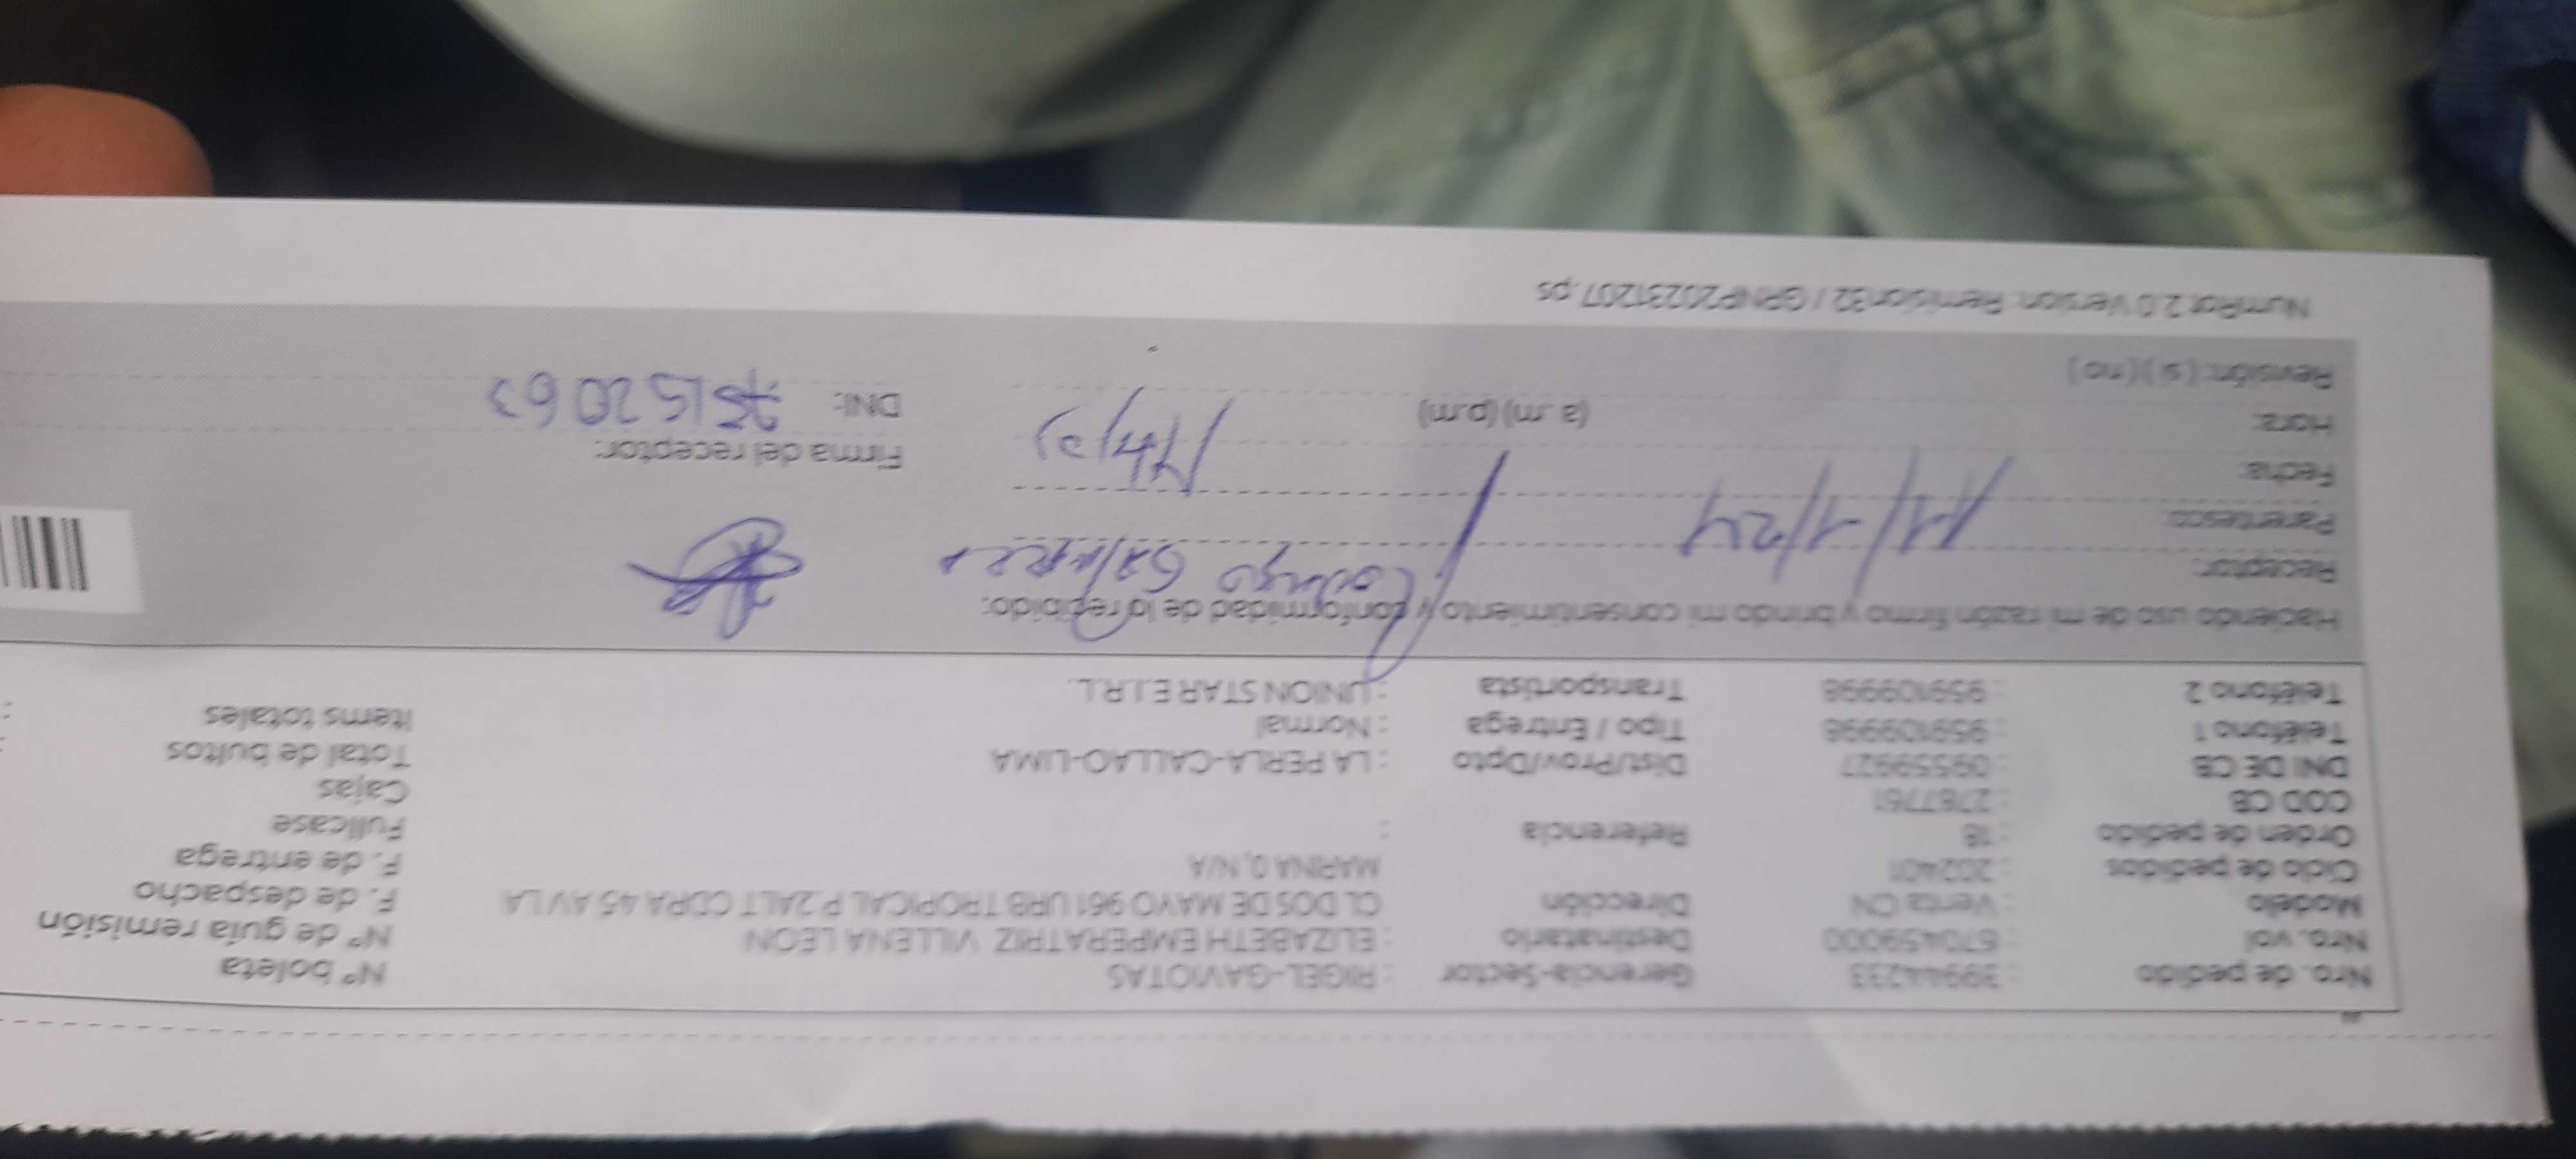 Nro. de pedido : 39944233 Gerencia-Sector : RIGEL-GAVIOTAS Nº boleta
Nro. vol : 670459000 Destinatario : ELIZABETH EMPERATRIZ VILLENA LEON Nº de guía remisión
Modelo : Venta CN Dirección CL DOS DE MAYO 961 URB TROPICAL P.2ALT CDRA 45 AV LA F. de despacho
Ciclo de pedidos : 202401 MARINA 0, N/A F. de entrega
Orden de pedido : 18 Referencia : Fullcase
COD CB : 2787761 Cajas
DNI DE CB : 09559927 Dist/Prov/Dpto : LA PERLA-CALLAO-LIMA Total de bultos :
Teléfono 1 : 959109998 Tipo / Entrega : Normal Items totales :
Teléfono 2 : 959109998 Transportista : UNION STAR E.I.R.L.
Haciendo uso de mi razón firmo y brindo mi consentimiento y conformidad de lo recibido:
Receptor:
Parentesco: 11/1/24
Fecha: Firma del receptor:
Hora: (a.m) (p.m) DNI: 75152063
Revisión: ( si ) ( no )
NumRot 2.0 Version: Remision32 / GRNP20231207.ps